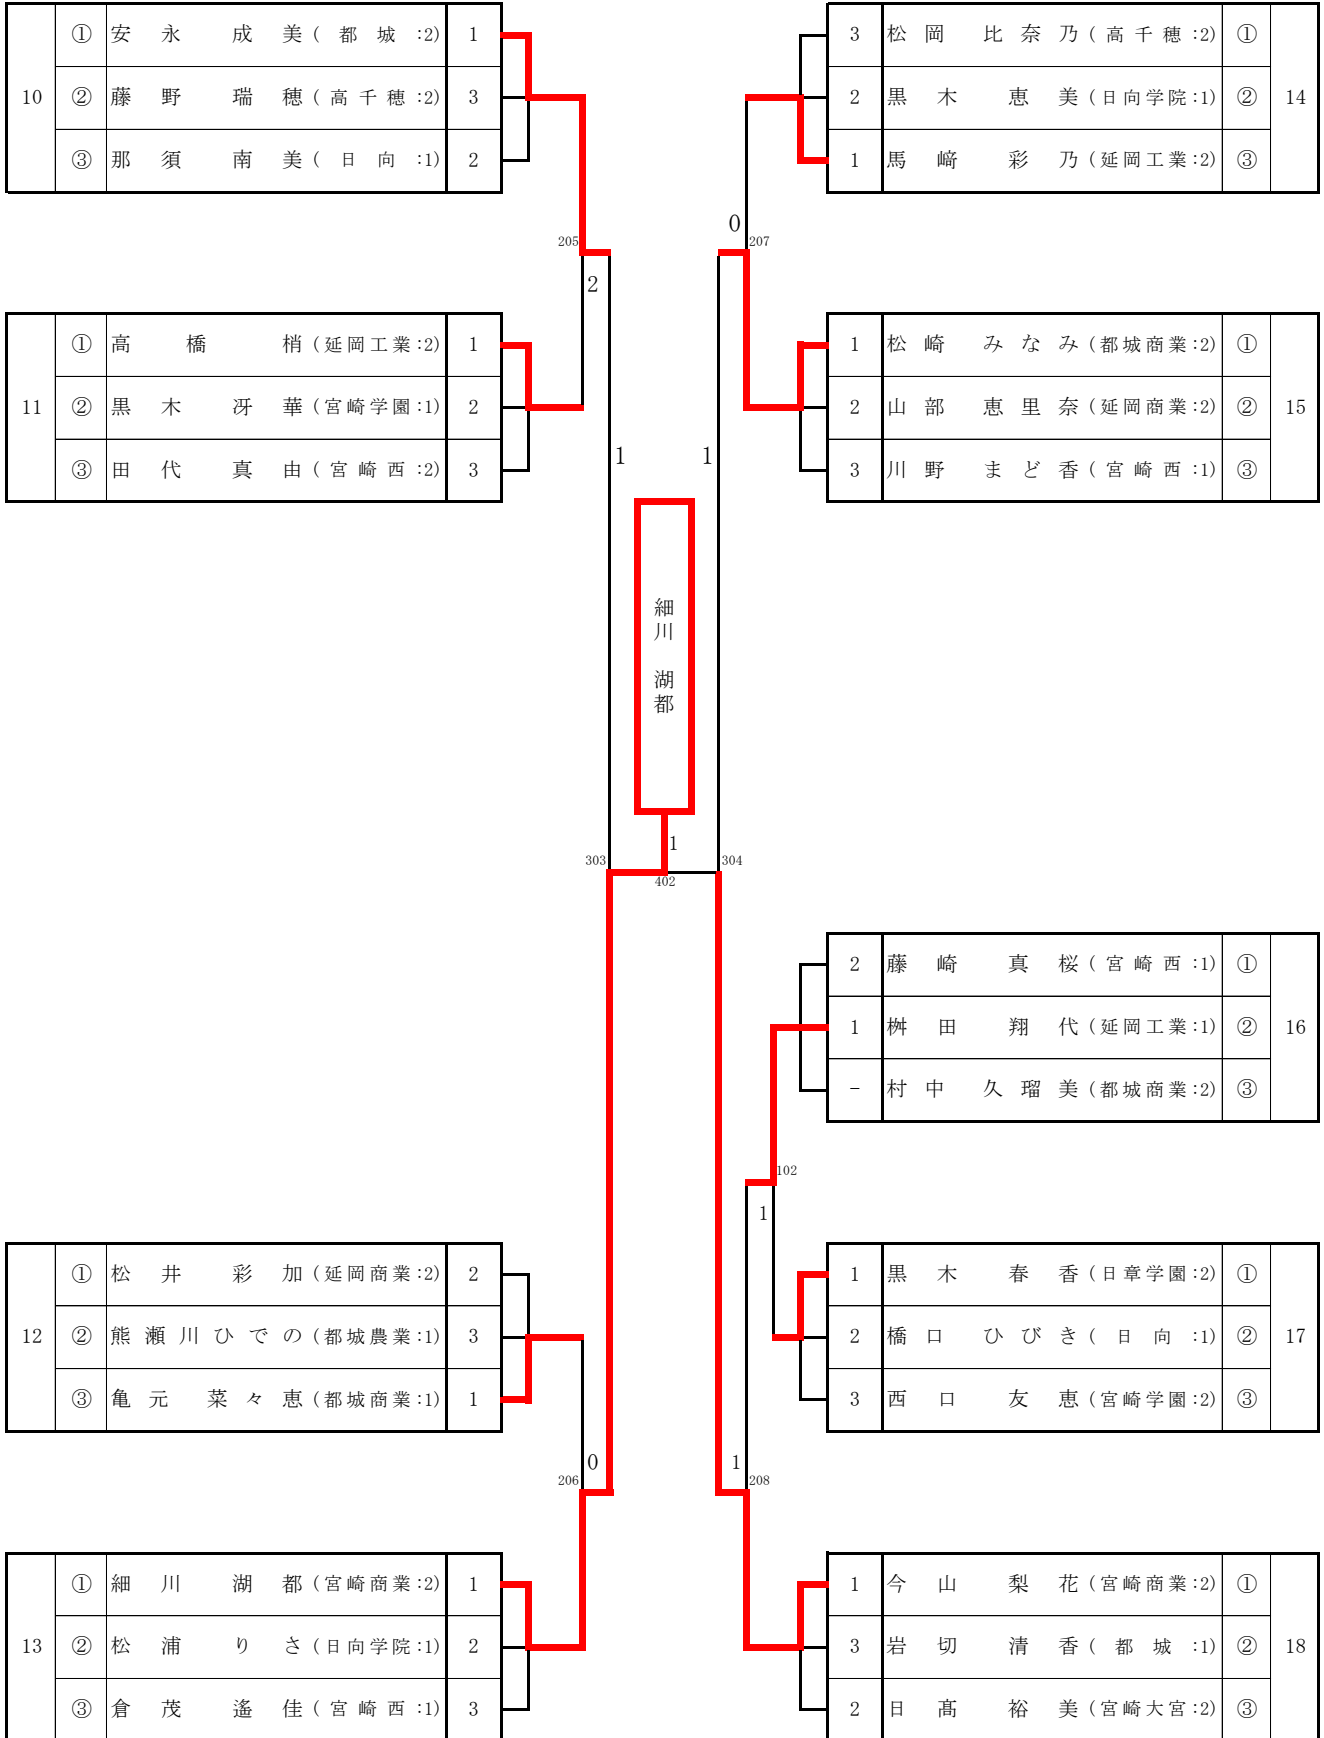 10
① 安永 成美 (都城:2) 1
② 藤野 瑞穂 (高千穂:2) 3
③ 那須 南美 (日向:1) 2
3 松岡 比奈乃 (高千穂:2) ①
2 黒木 恵美 (日向学院:1) ②
1 馬﨑 彩乃 (延岡工業:2) ③
14
205
2
0
207
11
① 高橋 梢 (延岡工業:2) 1
② 黒木 冴華 (宮崎学園:1) 2
③ 田代 真由 (宮崎西:2) 3
1 松崎 みなみ (都城商業:2) ①
2 山部 恵里奈 (延岡商業:2) ②
3 川野 まど香 (宮崎西:1) ③
15
1
1
細川 湖都
1
303
304
402
2 藤崎 真桜 (宮崎西:1) ①
1 桝田 翔代 (延岡工業:1) ②
- 村中 久瑠美 (都城商業:2) ③
16
102
1
12
① 松井 彩加 (延岡商業:2) 2
② 熊瀬川ひでの (都城農業:1) 3
③ 亀元 菜々恵 (都城商業:1) 1
1 黒木 春香 (日章学園:2) ①
2 橋口 ひびき (日向:1) ②
3 西口 友恵 (宮崎学園:2) ③
17
206
0
1
208
13
① 細川 湖都 (宮崎商業:2) 1
② 松浦 りさ (日向学院:1) 2
③ 倉茂 遙佳 (宮崎西:1) 3
1 今山 梨花 (宮崎商業:2) ①
3 岩切 清香 (都城:1) ②
2 日髙 裕美 (宮崎大宮:2) ③
18